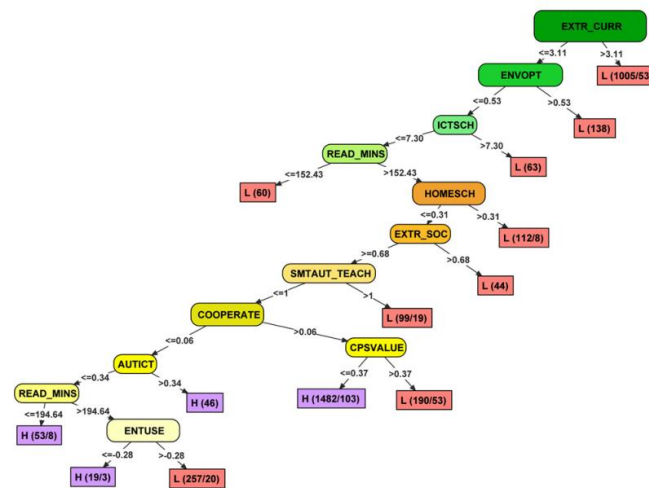 EXTR_CURR
<=3.11
>3.11
ENVOPT
L (1005/53)
<=0.53
>0.53
ICTSCH
L (138)
<=7.30
>7.30
READ_MINS
L (63)
<=152.43
>152.43
L (60)
HOMESCH
<=0.31
>0.31
EXTR_SOC
L (112/8)
>=0.68
>0.68
SMTAUT_TEACH
L (44)
<=1
>1
COOPERATE
L (99/19)
<=0.06
>0.06
AUTICT
CPSVALUE
<=0.34
>0.34
<=0.37
>0.37
READ_MINS
H (46)
H (1482/103)
L (190/53)
<=194.64
>194.64
H (53/8)
ENTUSE
<=-0.28
>-0.28
H (19/3)
L (257/20)